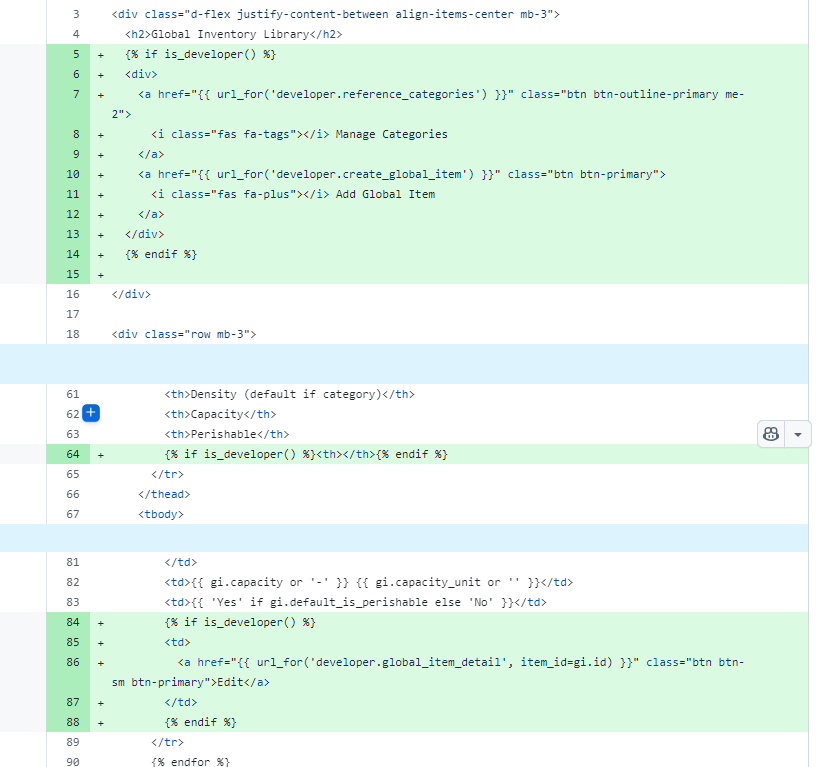 3 <div class="d-flex justify-content-between align-items-center mb-3">
4 <h2>Global Inventory Library</h2>
5 + {% if is_developer() %}
6 + <div>
7 + <a href="{{ url_for('developer.reference_categories') }}" class="btn btn-outline-primary me-
2">
8 + <i class="fas fa-tags"></i> Manage Categories
9 + </a>
10 + <a href="{{ url_for('developer.create_global_item') }}" class="btn btn-primary">
11 + <i class="fas fa-plus"></i> Add Global Item
12 + </a>
13 + </div>
14 + {% endif %}
15 +
16 </div>
17
18 <div class="row mb-3">
61 <th>Density (default if category)</th>
62 <th>Capacity</th>
63 <th>Perishable</th>
64 + {% if is_developer() %}<th></th>{% endif %}
65 </tr>
66 </thead>
67 <tbody>
81 </td>
82 <td>{{ gi.capacity or '-' }} {{ gi.capacity_unit or '' }}</td>
83 <td>{{ 'Yes' if gi.default_is_perishable else 'No' }}</td>
84 + {% if is_developer() %}
85 + <td>
86 + <a href="{{ url_for('developer.global_item_detail', item_id=gi.id) }}" class="btn btn-
sm btn-primary">Edit</a>
87 + </td>
88 + {% endif %}
89 </tr>
90 {% endfor %}